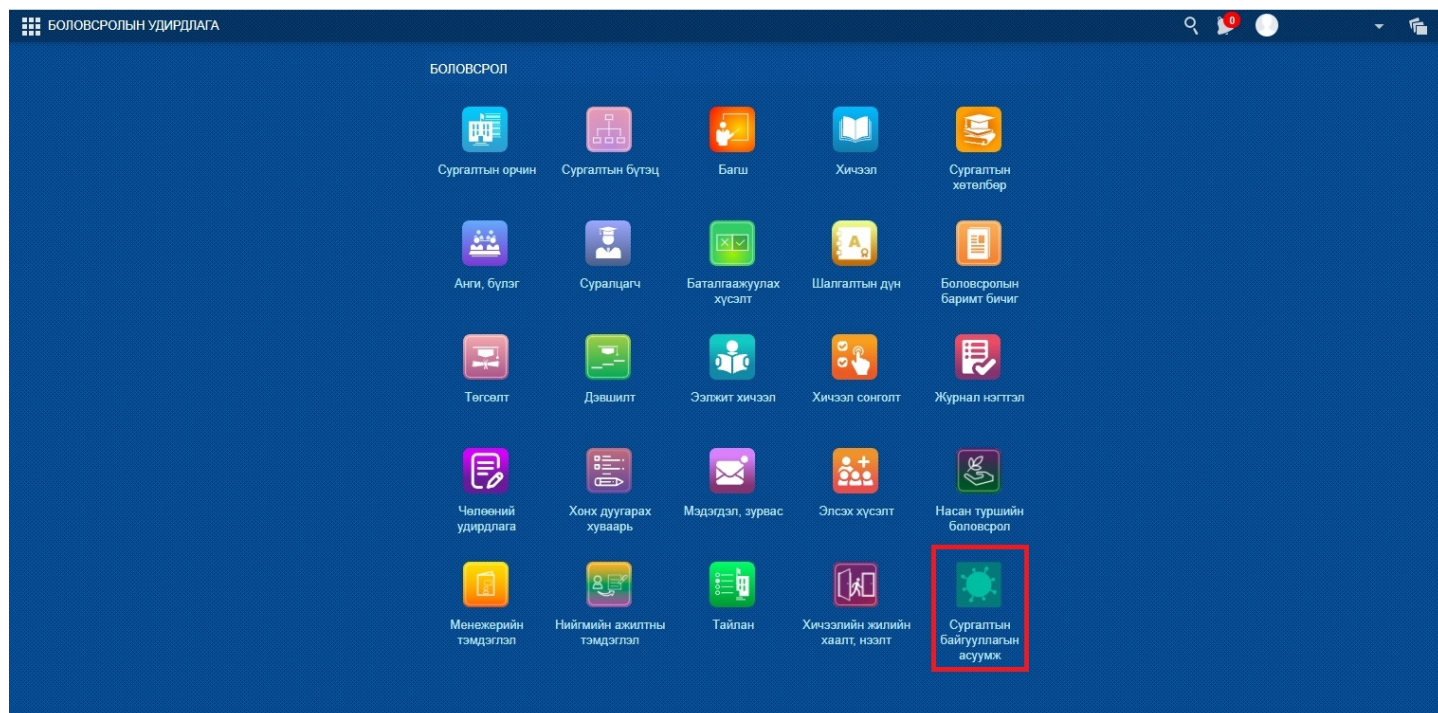 БОЛОВСРОЛЫН УДИРДЛАГА
0
БОЛОВСРОЛ
Сургалтын орчин
Сургалтын бүтэц
Багш
Хичээл
Сургалтын
хөтөлбөр
Анги, бүлэг
Суралцагч
Баталгаажуулах
хүсэлт
Шалгалтын дүн
Боловсролын
баримт бичиг
Төгсөлт
Дэвшилт
Ээлжит хичээл
Хичээл сонголт
Журнал нэгтгэл
Чөлөөний
удирдлага
Хонх дуугарах
хуваарь
Мэдэгдэл, зурвас
Элсэх хүсэлт
Насан туршийн
боловсрол
Менежерийн
тэмдэглэл
Нийгмийн ажилтны
тэмдэглэл
Тайлан
Хичээлийн жилийн
хаалт, нээлт
Сургалтын
байгууллагын
асуумж